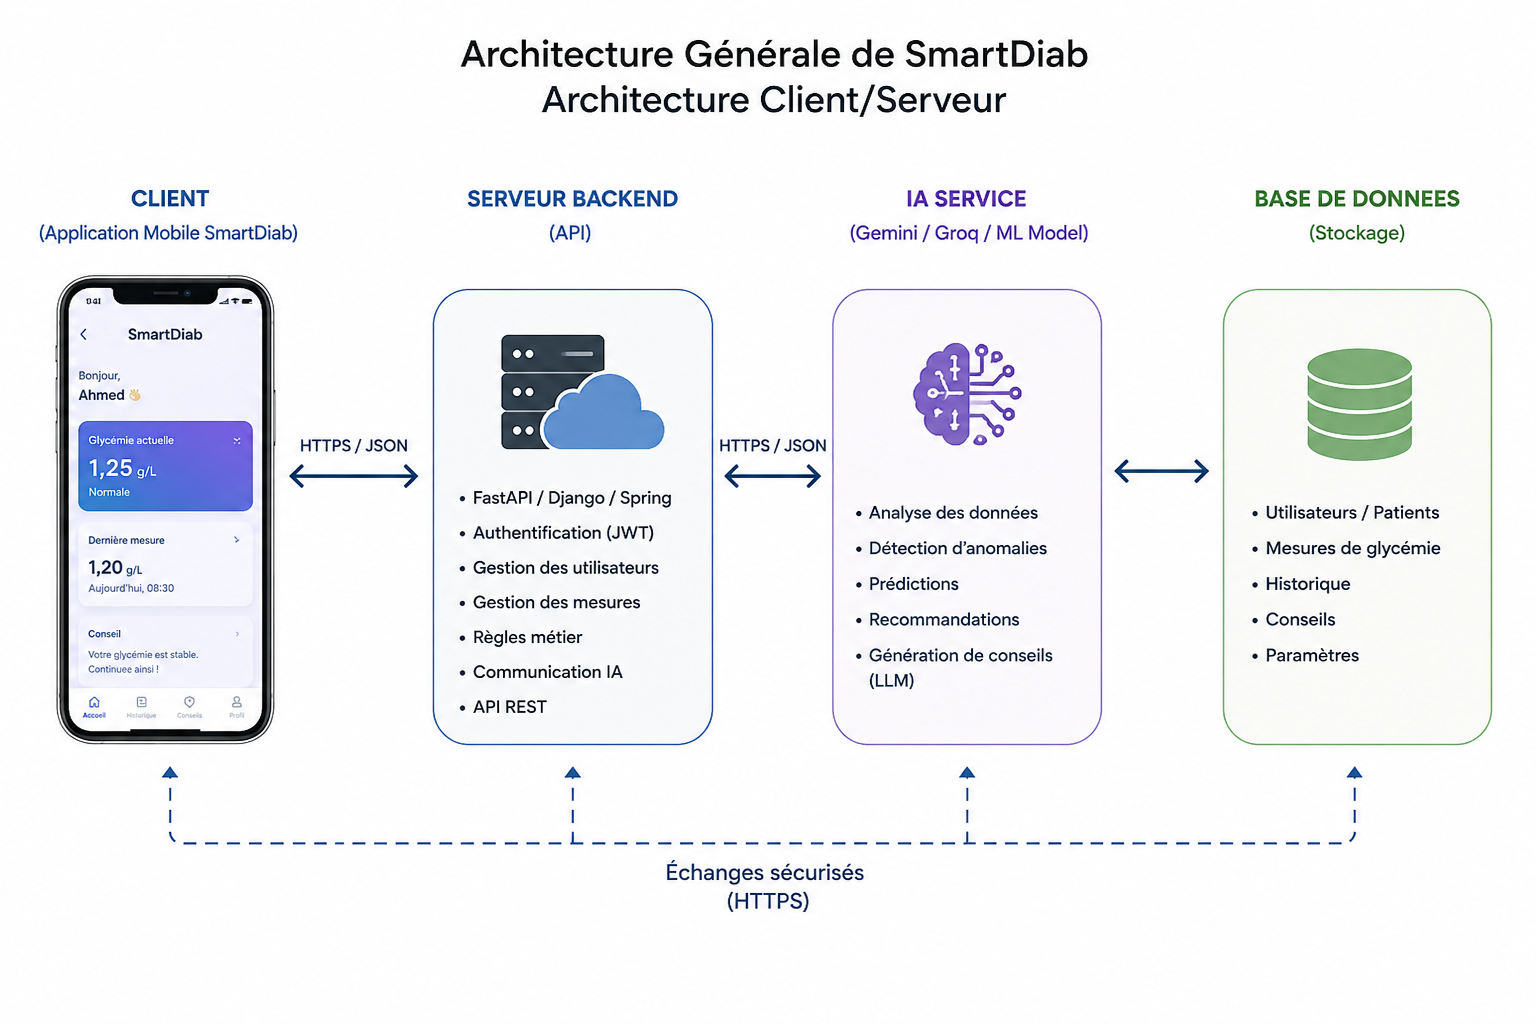 Architecture Générale de SmartDiab
Architecture Client/Serveur
CLIENT
(Application Mobile SmartDiab)
SERVEUR BACKEND
(API)
IA SERVICE
(Gemini / Groq / ML Model)
BASE DE DONNEES
(Stockage)
9:41
SmartDiab
Bonjour,
Ahmed 👋
Glycémie actuelle
1,25 g/L
Normale
Dernière mesure
1,20 g/L
Aujourd'hui, 08:30
Conseil
Votre glycémie est stable.
Continuee ainsi !
Accueil
Historique
Conseils
Profil
HTTPS / JSON
• FastAPI / Django / Spring
• Authentification (JWT)
• Gestion des utilisateurs
• Gestion des mesures
• Règles métier
• Communication IA
• API REST
HTTPS / JSON
• Analyse des données
• Détection d'anomalies
• Prédictions
• Recommandations
• Génération de conseils
(LLM)
• Utilisateurs / Patients
• Mesures de glycémie
• Historique
• Conseils
• Paramètres
Échanges sécurisés
(HTTPS)